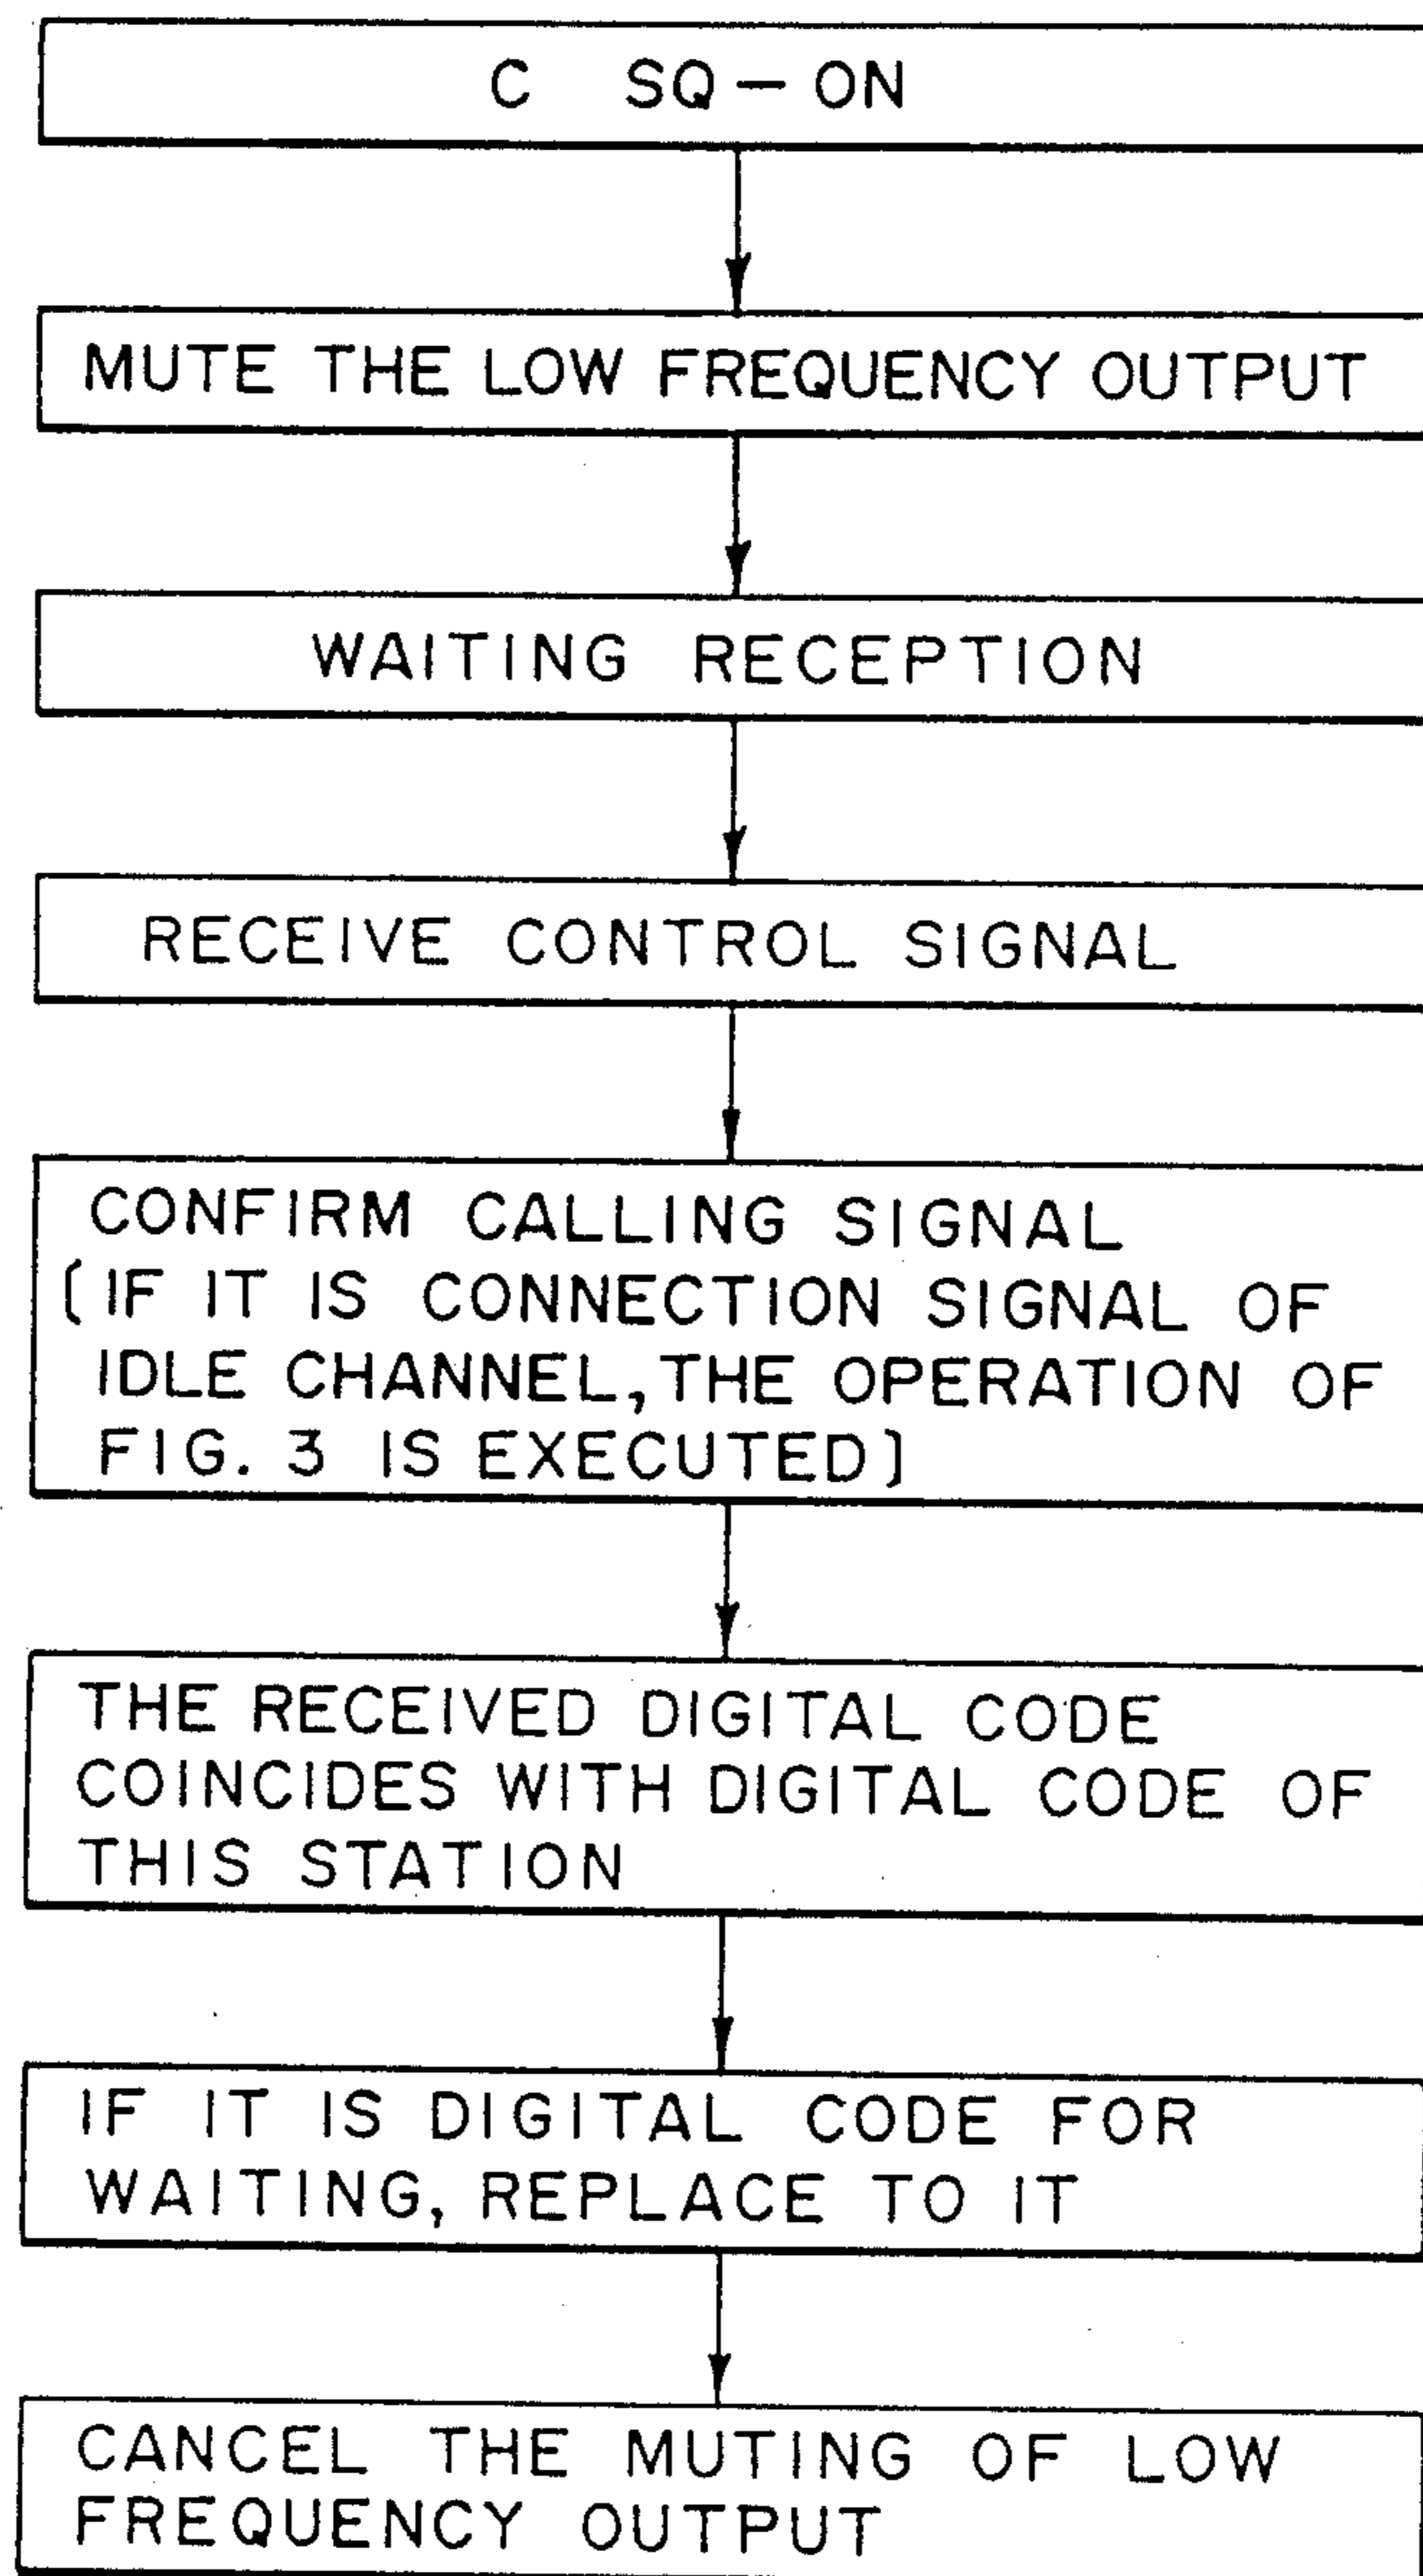 C SQ — ON
MUTE THE LOW FREQUENCY OUTPUT
WAITING RECEPTION
RECEIVE CONTROL SIGNAL
CONFIRM CALLING SIGNAL
(IF IT IS CONNECTION SIGNAL OF
IDLE CHANNEL, THE OPERATION OF
FIG. 3 IS EXECUTED)
THE RECEIVED DIGITAL CODE
COINCIDES WITH DIGITAL CODE OF
THIS STATION
IF IT IS DIGITAL CODE FOR
WAITING, REPLACE TO IT
CANCEL THE MUTING OF LOW
FREQUENCY OUTPUT